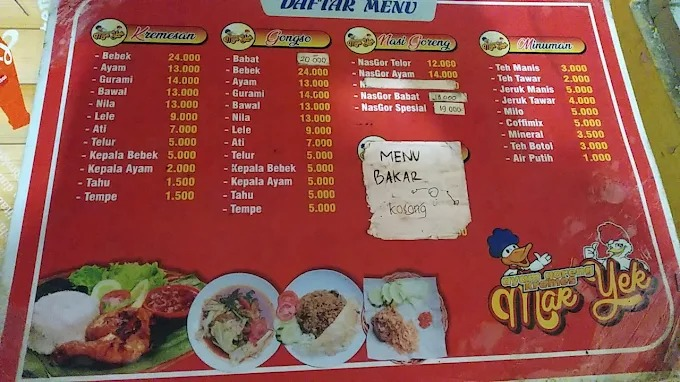 DAFTAR MENU
Kremesan
- Bebek 24.000
- Ayam 13.000
- Gurami 14.000
- Bawal 13.000
- Nila 13.000
- Lele 9.000
- Ati 7.000
- Telur 5.000
- Kepala Bebek 5.000
- Kepala Ayam 2.000
- Tahu 1.500
- Tempe 1.500
Gongso
- Babat 20.000
- Bebek 24.000
- Ayam 13.000
- Gurami 14.000
- Bawal 13.000
- Nila 13.000
- Lele 9.000
- Ati 7.000
- Telur 5.000
- Kepala Bebek 5.000
- Kepala Ayam 5.000
- Tahu 5.000
- Tempe 5.000
Nasi Goreng
- NasGor Telor 12.000
- NasGor Ayam 14.000
- NasGor Babat
- NasGor Spesial 19.000
MENU
BAKAR
kosong
Minuman
- Teh Manis 3.000
- Teh Tawar 2.000
- Jeruk Manis 5.000
- Jeruk Tawar 4.000
- Milo 5.000
- Coffimix 5.000
- Mineral 3.500
- Teh Botol 3.000
- Air Putih 1.000
Mak Yek